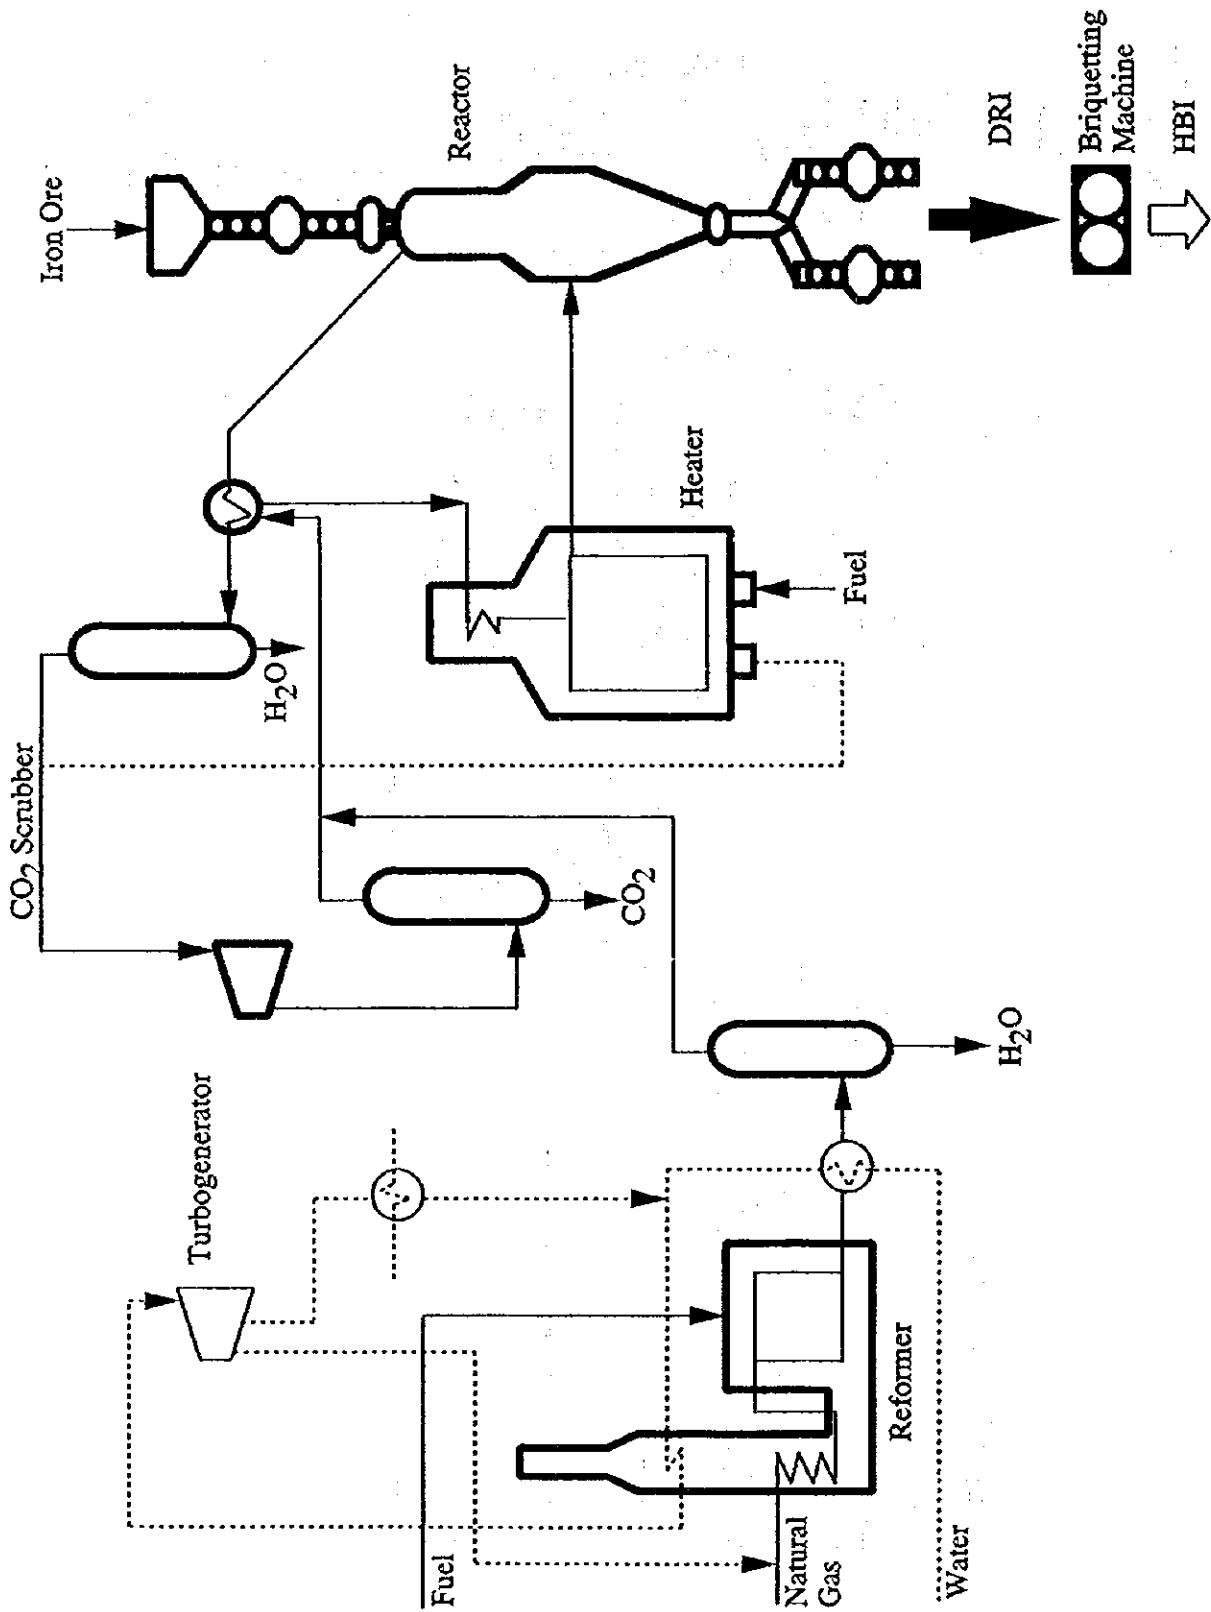 CO2 Scrubber
Iron Ore
Turbogenerator
H2O
Reactor
CO2
Heater
Fuel
Fuel
Natural
Gas
Reformer
Water
H2O
DRI
Briquetting
Machine
HBI